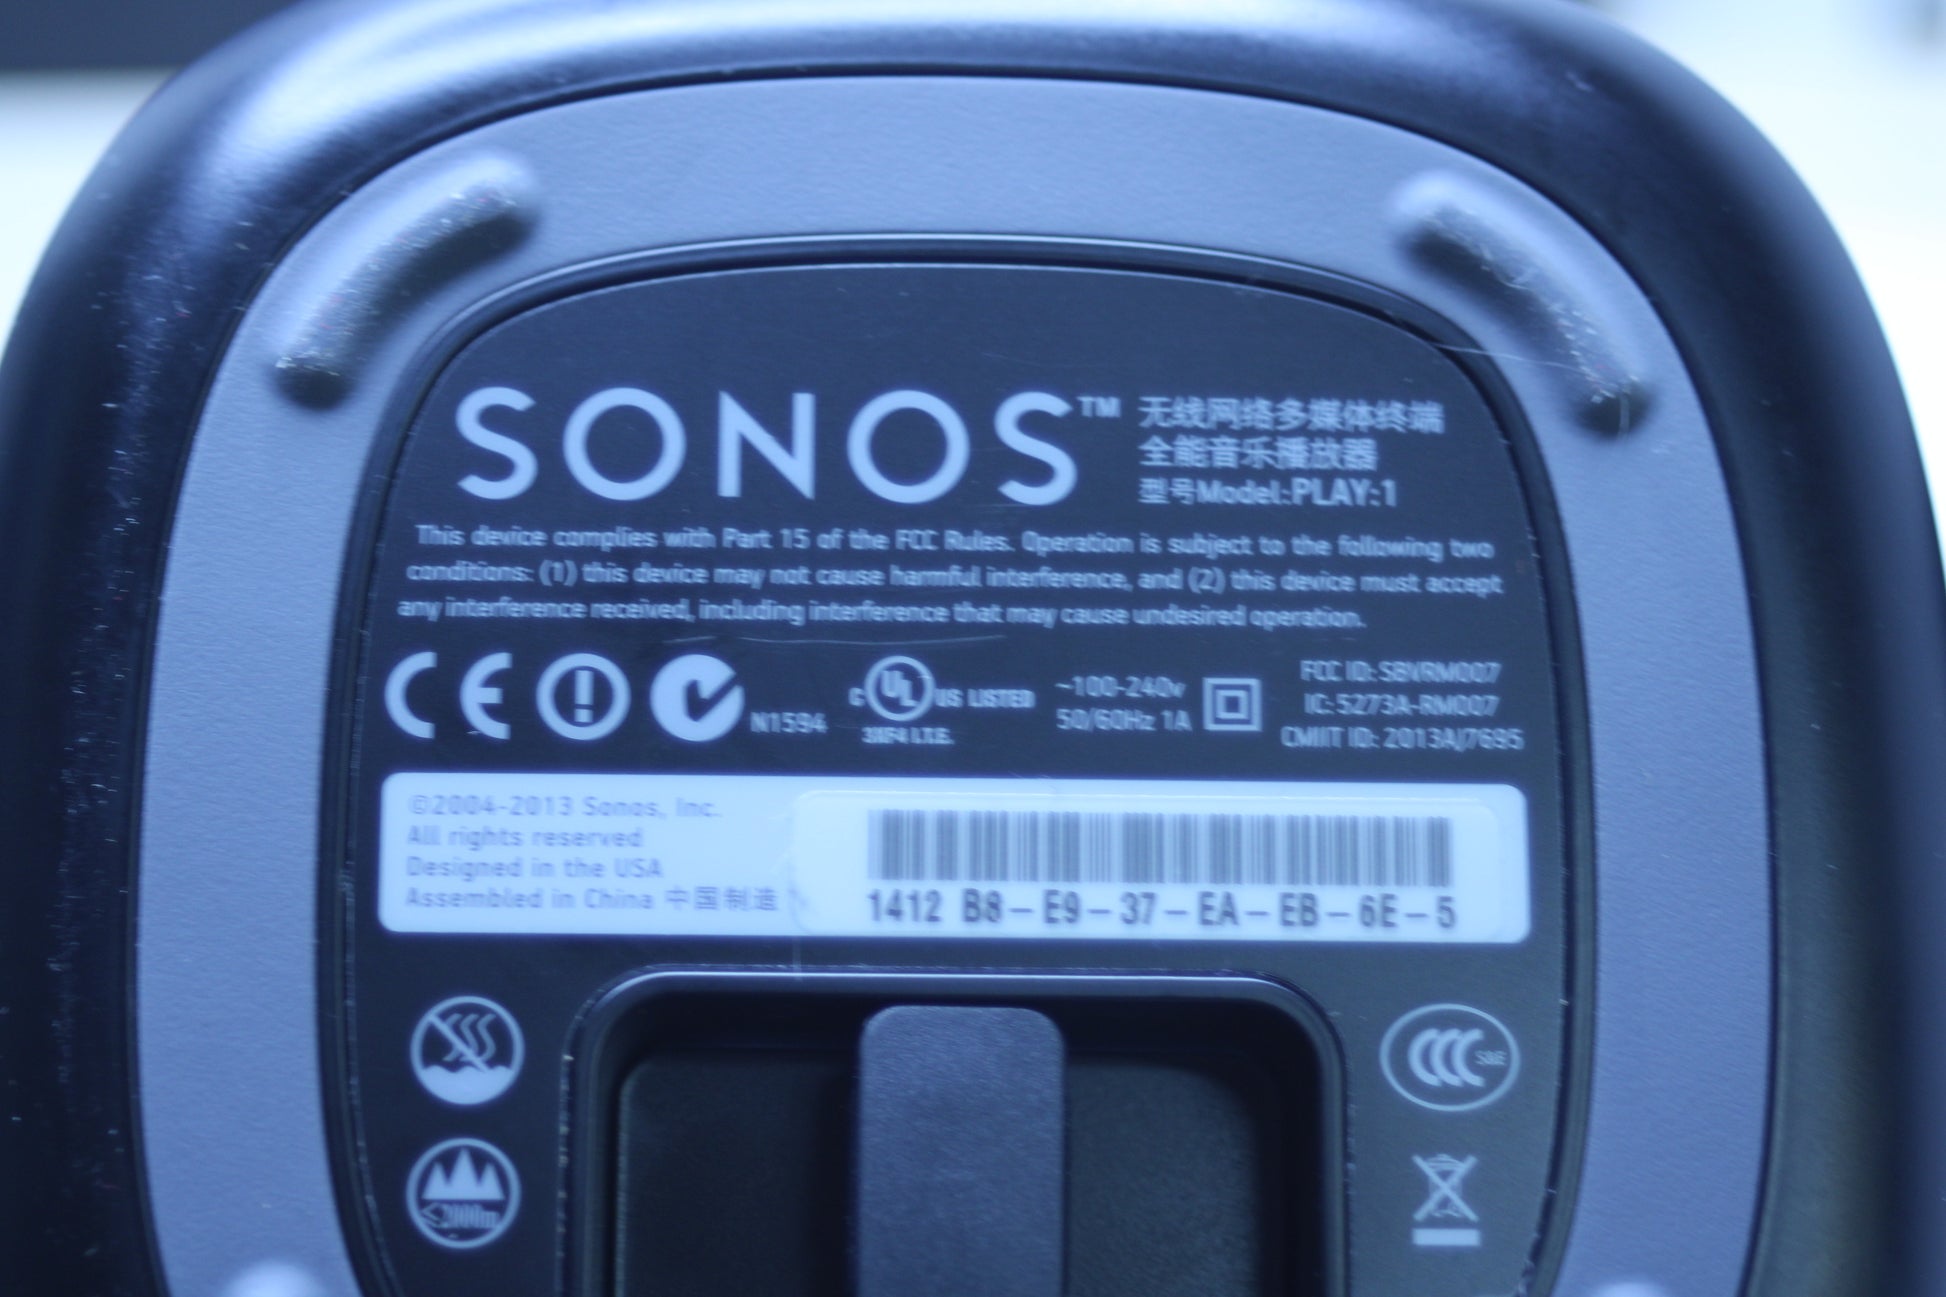 SONOS™
无线网络多媒体终端
全能音乐播放器
型号Model:PLAY:1
This device complies with Part 15 of the FCC Rules. Operation is subject to the following two
conditions: (1) this device may not cause harmful interference, and (2) this device must accept
any interference received, including interference that may cause undesired operation.
CE
N1594
C UL US LISTED
38F4 I.T.E.
~100-240v
50/60Hz 1A
FCC ID: SBVRM007
IC: 5273A-RM007
CMIIT ID: 2013AJ7695
©2004-2013 Sonos, Inc.
All rights reserved
Designed in the USA
Assembled in China 中国制造
1412 B8-E9-37-EA-EB-6E-5
CCC S&E
≤2000m